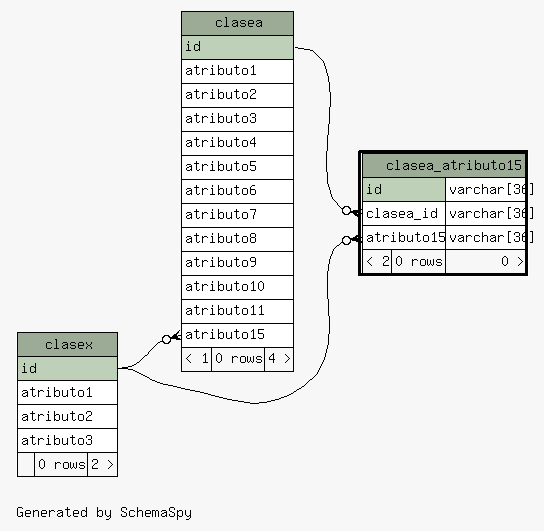 clasea
id
atributo1
atributo2
atributo3
atributo4
atributo5
atributo6
atributo7
atributo8
atributo9
atributo10
atributo11
atributo15
< 1 0 rows 4 >
clasea_atributo15
id varchar[36]
clasea_id varchar[36]
atributo15 varchar[36]
< 2 0 rows 0 >
clasex
id
atributo1
atributo2
atributo3
0 rows 2 >
Generated by SchemaSpy